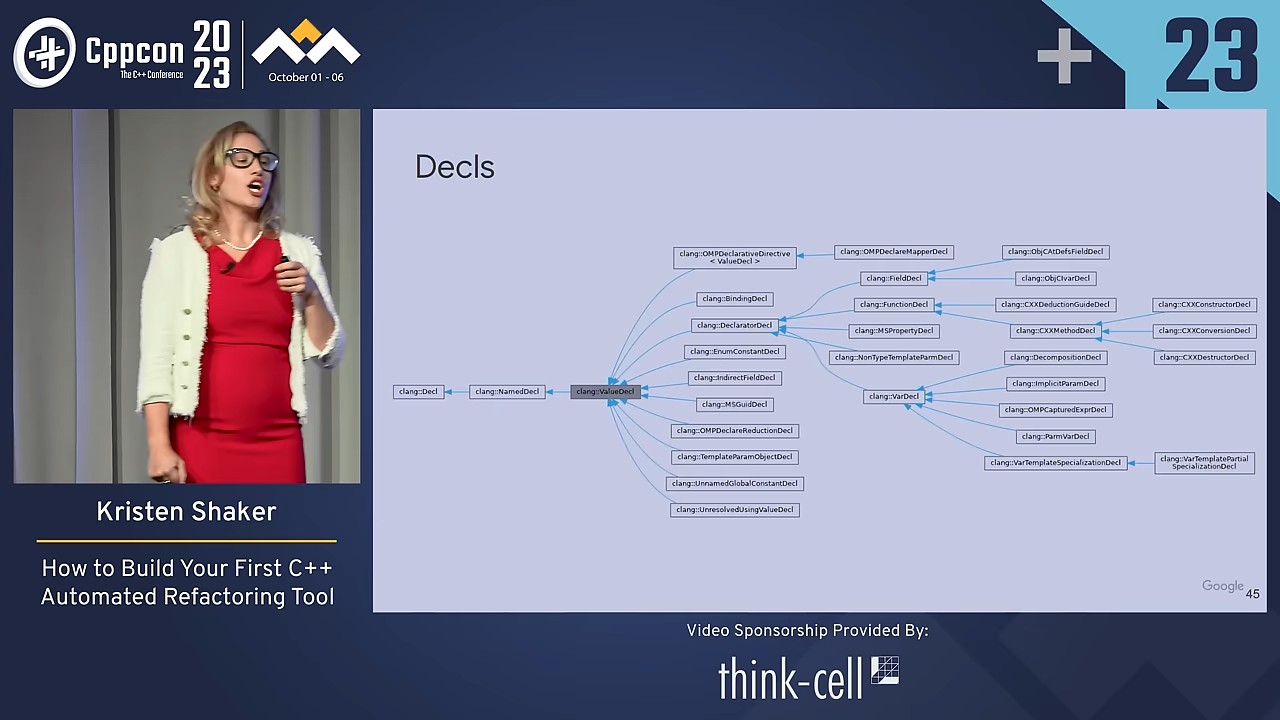 Cppcon
The C++ Conference
20
23
October 01 - 06
23
Decls
clang::OMPDeclarativeDirective
< ValueDecl >
clang::OMPDeclareMapperDecl
clang::ObjCAtDefsFieldDecl
clang::FieldDecl
clang::ObjCIvarDecl
clang::BindingDecl
clang::FunctionDecl
clang::CXXDeductionGuideDecl
clang::CXXConstructorDecl
clang::DeclaratorDecl
clang::MSPropertyDecl
clang::CXXMethodDecl
clang::CXXConversionDecl
clang::EnumConstantDecl
clang::NonTypeTemplateParmDecl
clang::DecompositionDecl
clang::CXXDestructorDecl
clang::IndirectFieldDecl
clang::ImplicitParamDecl
clang::Decl
clang::NamedDecl
clang::ValueDecl
clang::VarDecl
clang::MSGuidDecl
clang::OMPCapturedExprDecl
clang::OMPDeclareReductionDecl
clang::ParmVarDecl
clang::TemplateParamObjectDecl
clang::VarTemplateSpecializationDecl
clang::VarTemplatePartial
SpecializationDecl
clang::UnnamedGlobalConstantDecl
clang::UnresolvedUsingValueDecl
Google
45
Kristen Shaker
How to Build Your First C++
Automated Refactoring Tool
Video Sponsorship Provided By:
think-cell